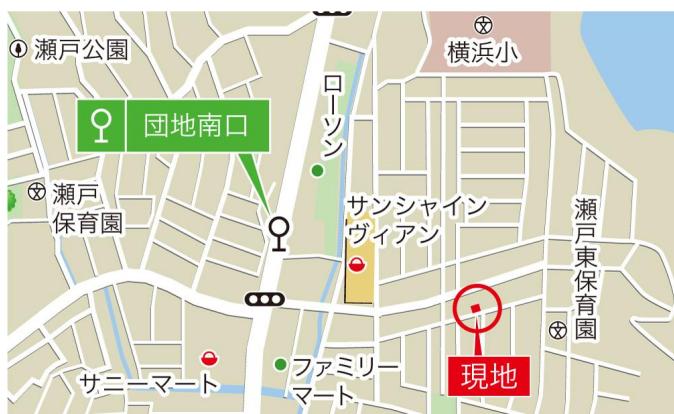 瀬戸公園
横浜小
ローソン
団地南口
瀬戸
保育園
サンシャイン
ヴィアン
瀬戸東保育園
サニーマート
ファミリー
マート
現地